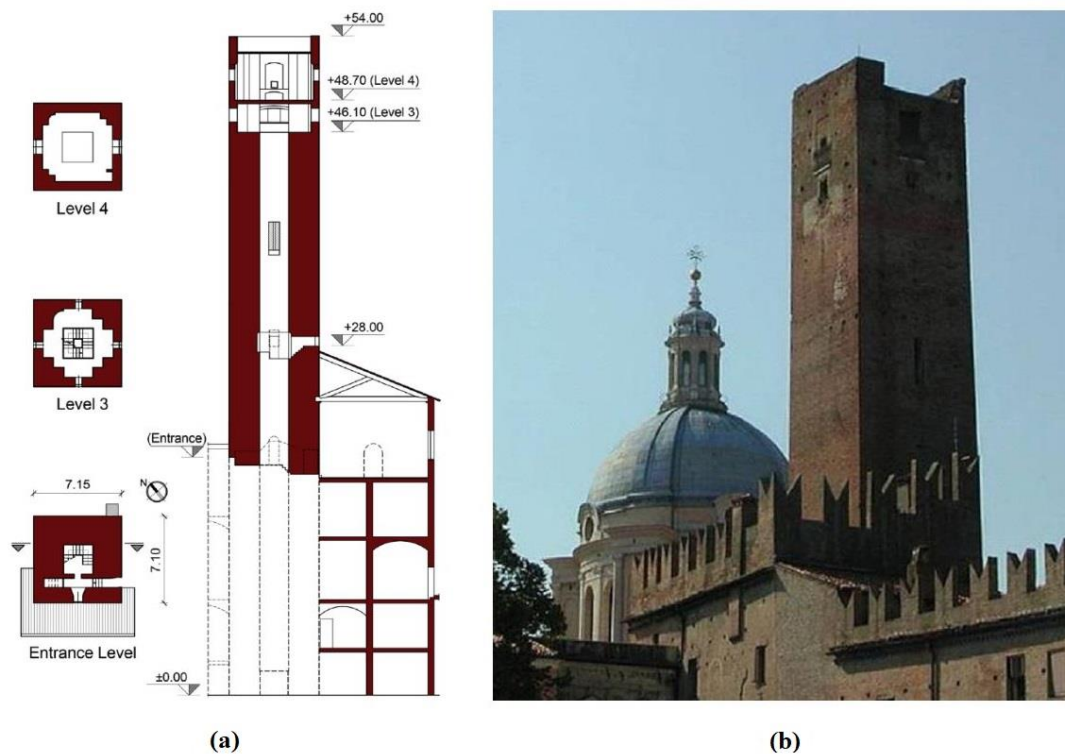 +54.00
+48.70 (Level 4)
+46.10 (Level 3)
Level 4
Level 3
+28.00
(Entrance)
7.15
N
7.10
Entrance Level
±0.00
(a)
(b)